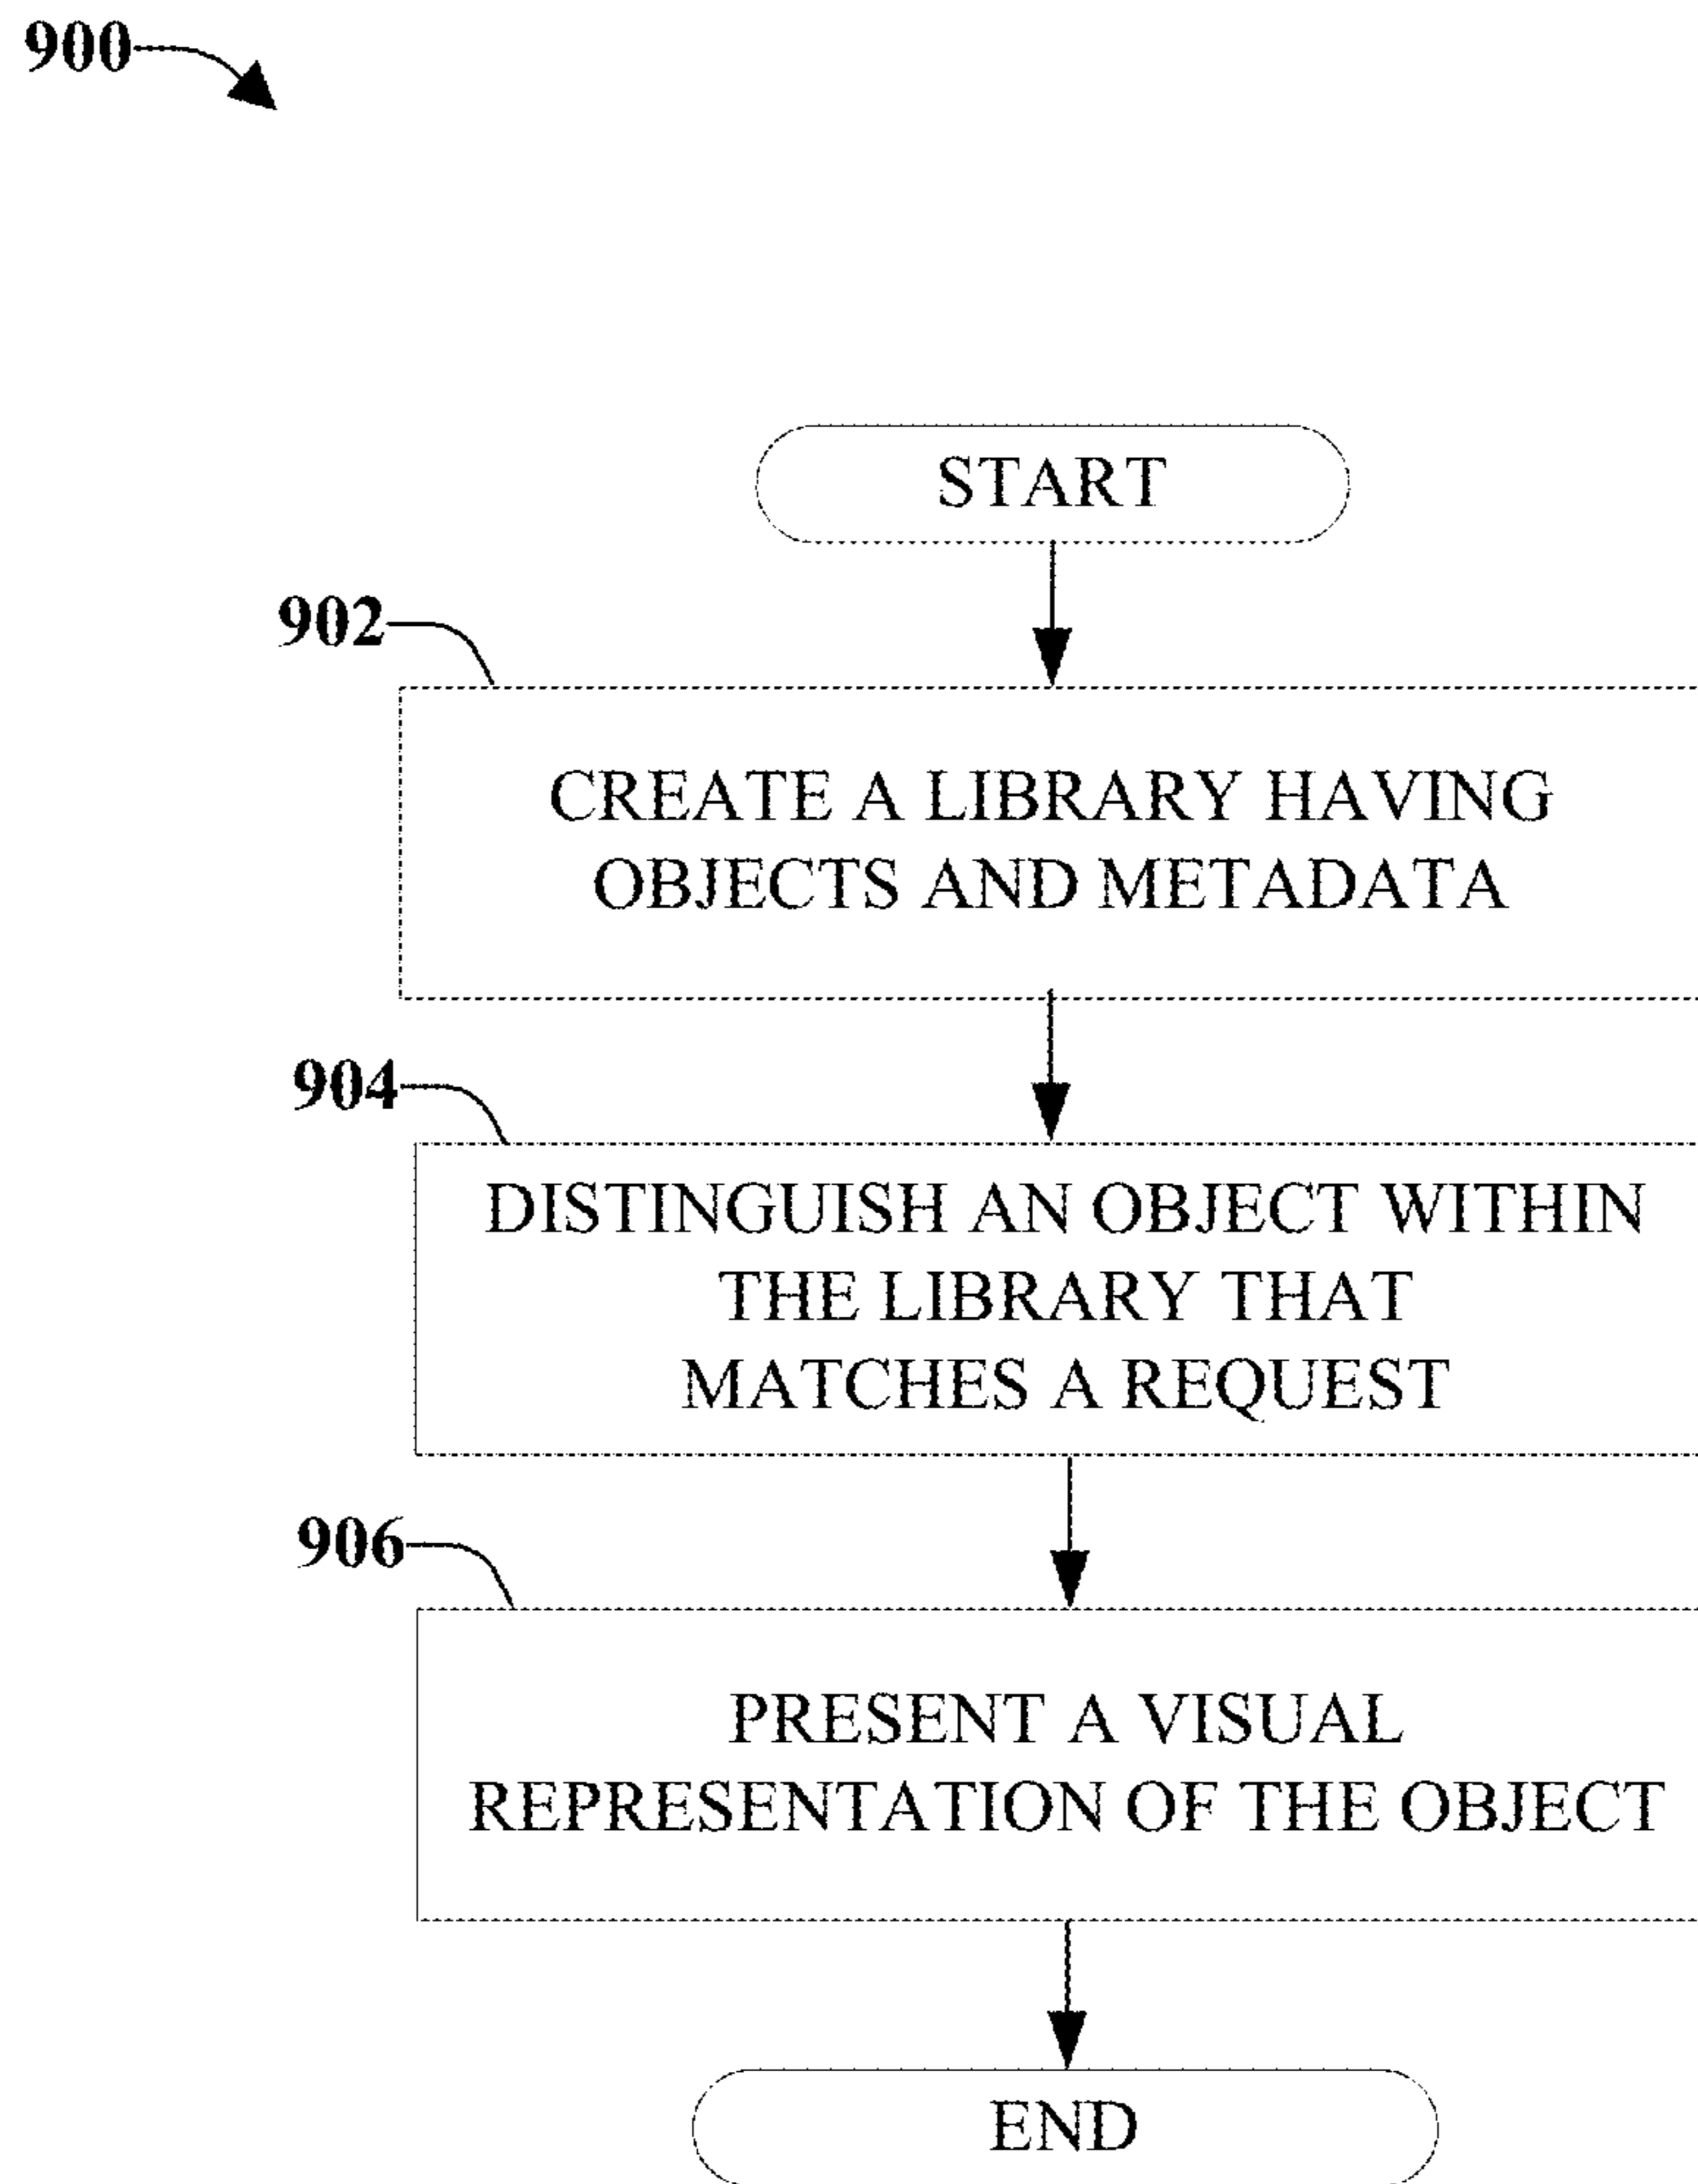 900
START
902
CREATE A LIBRARY HAVING
OBJECTS AND METADATA
904
DISTINGUISH AN OBJECT WITHIN
THE LIBRARY THAT
MATCHES A REQUEST
906
PRESENT A VISUAL
REPRESENTATION OF THE OBJECT
END